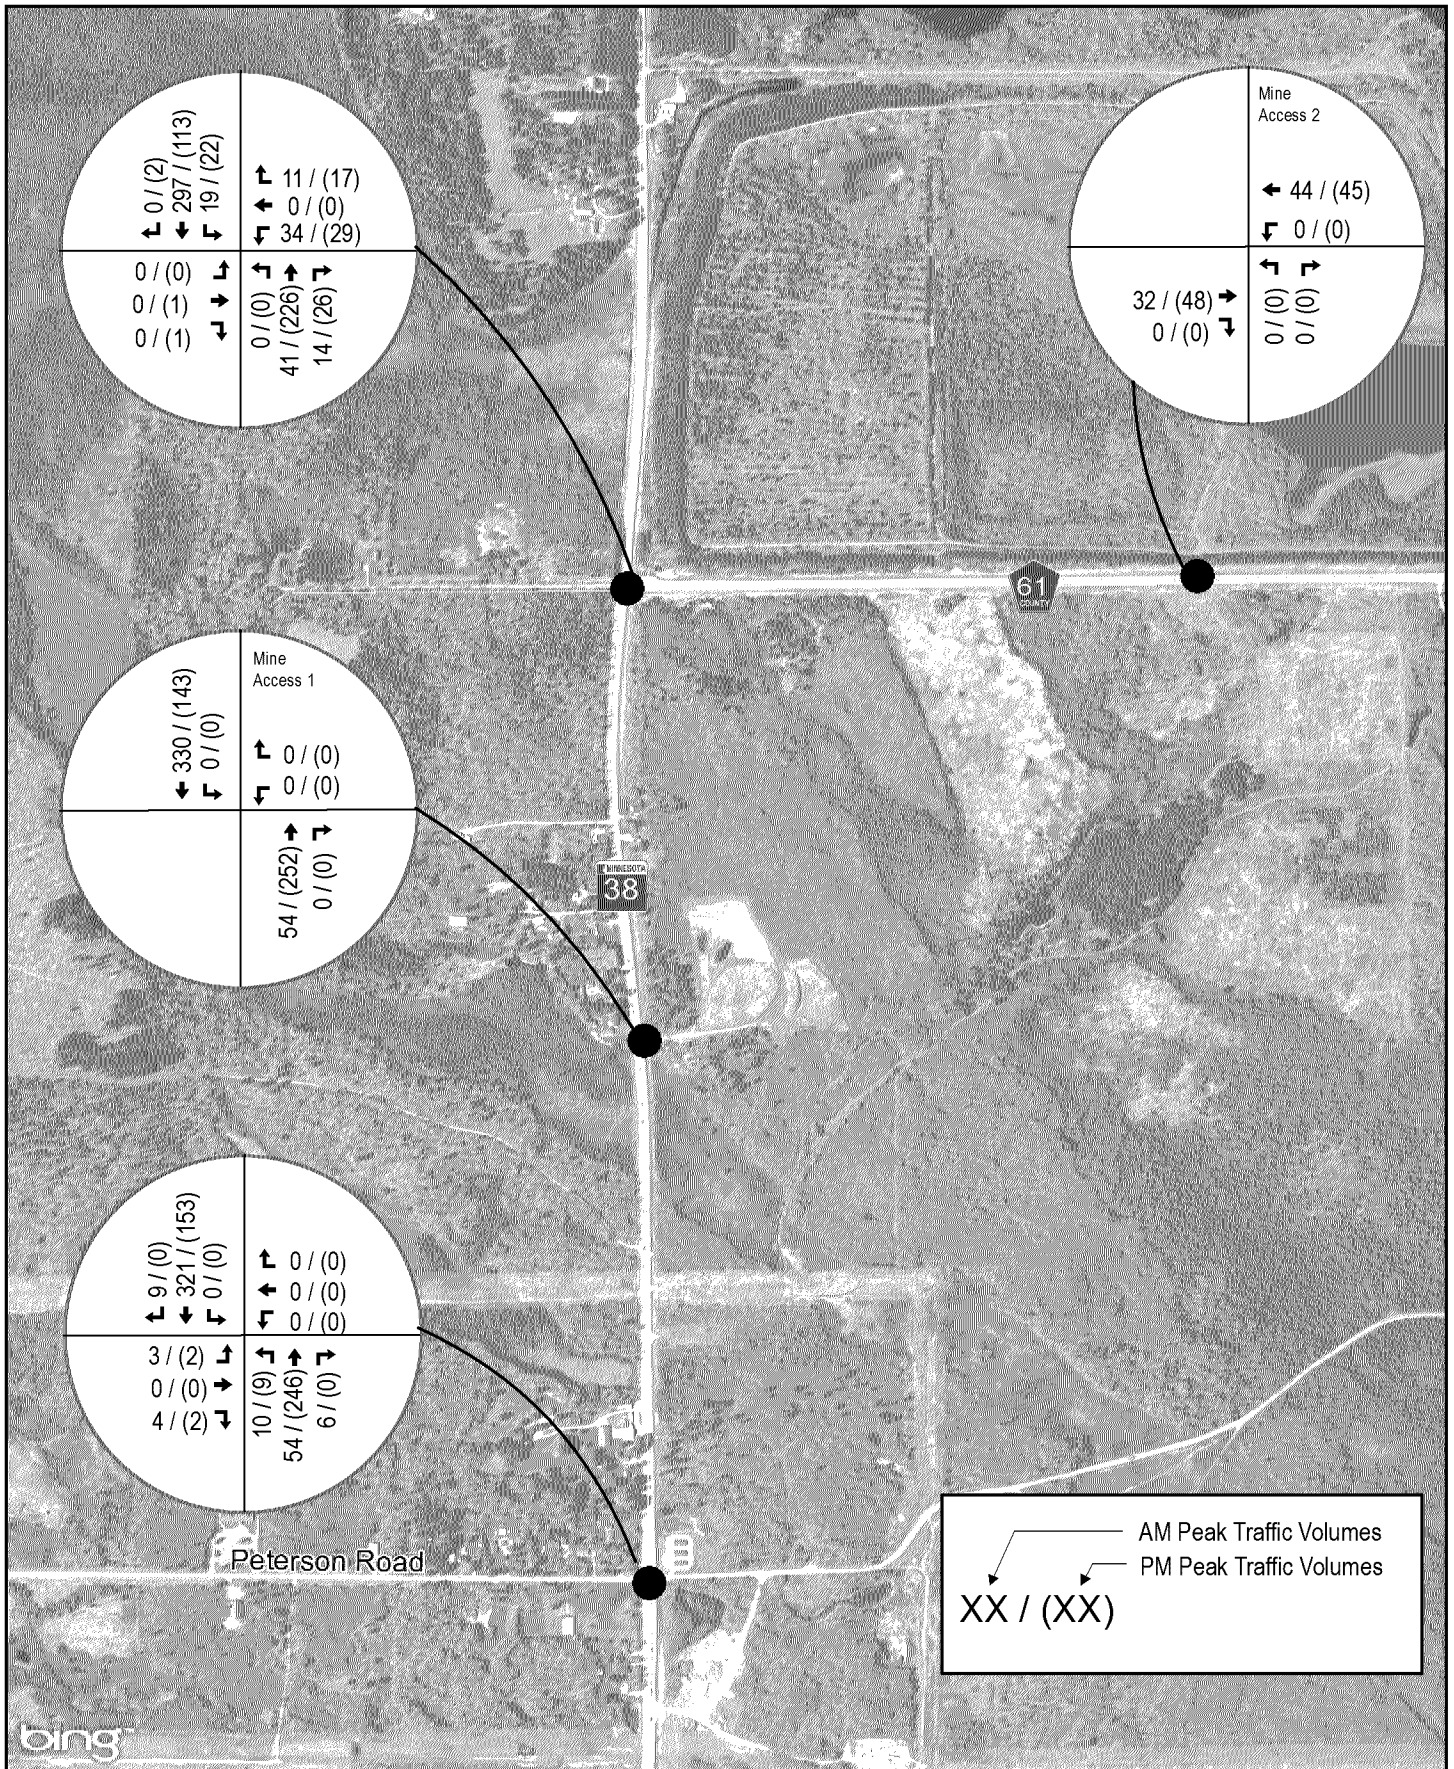 0 / (2)
297 / (113)
19 / (22)
11 / (17)
0 / (0)
34 / (29)
0 / (0)
0 / (1)
0 / (1)
0 / (0)
41 / (226)
14 / (26)
Mine
Access 2
44 / (45)
0 / (0)
32 / (48)
0 / (0)
0 / (0)
0 / (0)
61
COUNTY
Mine
Access 1
330 / (143)
0 / (0)
0 / (0)
0 / (0)
54 / (252)
0 / (0)
MINNESOTA
38
9 / (0)
321 / (153)
0 / (0)
0 / (0)
0 / (0)
0 / (0)
3 / (2)
0 / (0)
4 / (2)
10 / (9)
54 / (246)
6 / (0)
Peterson Road
AM Peak Traffic Volumes
PM Peak Traffic Volumes
XX / (XX)
bing™